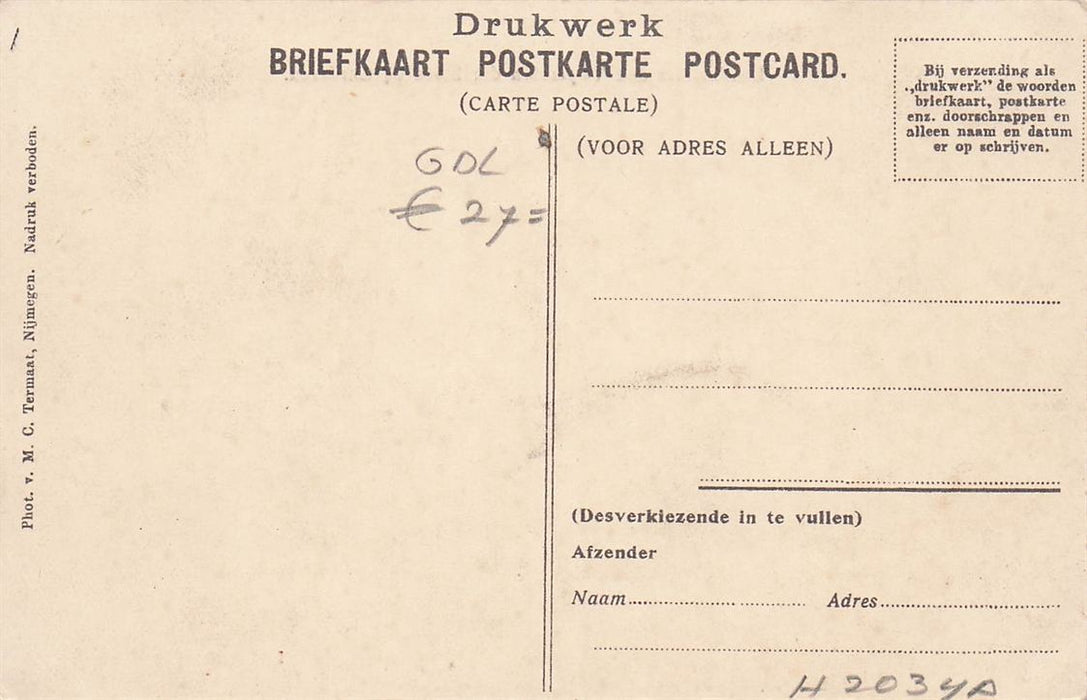 Drukwerk
BRIEFKAART POSTKARTE POSTCARD.
(CARTE POSTALE)
(VOOR ADRES ALLEEN)
Bij verzending als
„drukwerk” de woorden
briefkaart, postkarte
enz. doorschrappen en
alleen naam en datum
er op schrijven.
GDL
€ 27=
Phot. v. M. C. Termaat, Nijmegen. Nadruk verboden.
(Desverkiezende in te vullen)
Afzender
Naam
Adres
H 2034A